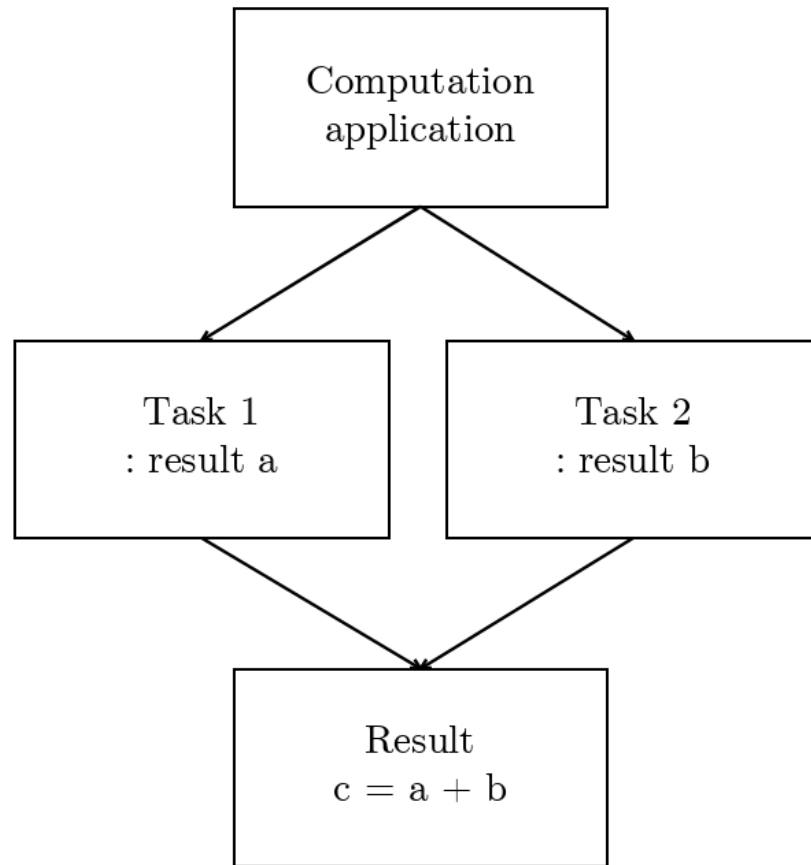 Computation
application
Task 1
: result a
Task 2
: result b
Result
c = a + b